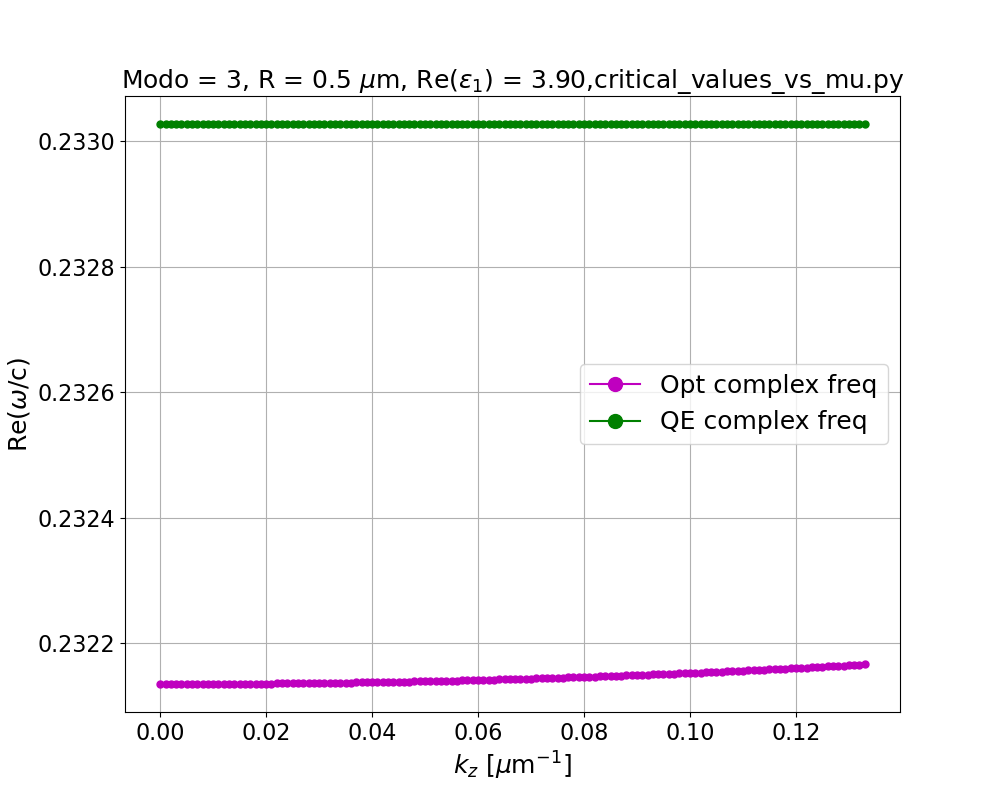 Modo = 3, R = 0.5 μm, Re(ε₁) = 3.90,critical_values_vs_mu.py
Re(ω/c)
0.2330
0.2328
0.2326
0.2324
0.2322
Opt complex freq
QE complex freq
0.00 0.02 0.04 0.06 0.08 0.10 0.12
k_z [μm⁻¹]